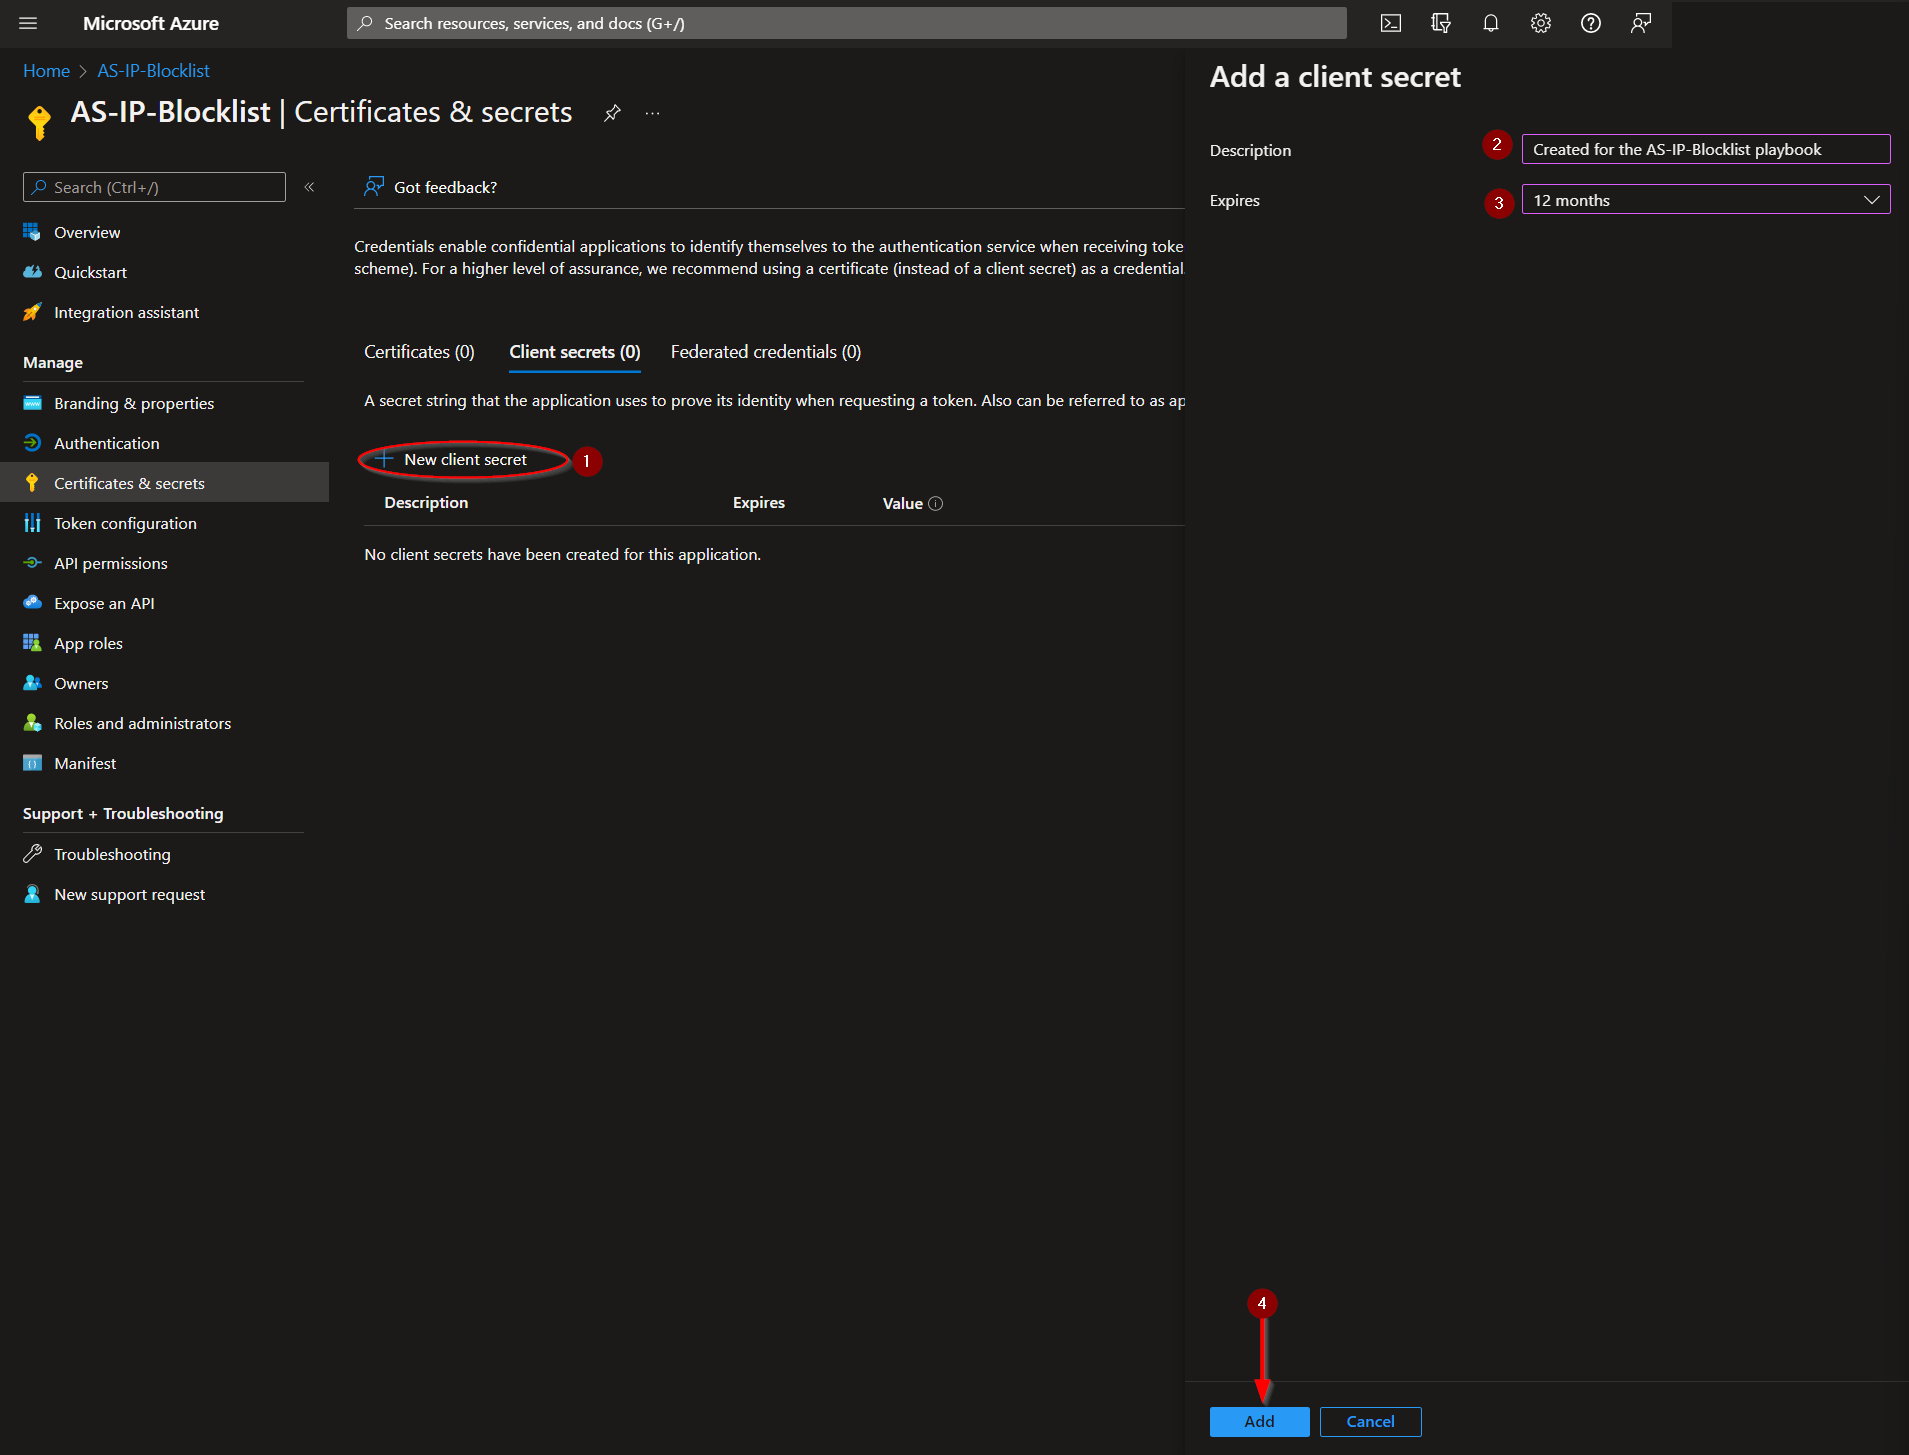 Microsoft Azure
Search resources, services, and docs (G+/)
Home > AS-IP-Blocklist
AS-IP-Blocklist | Certificates & secrets
Search (Ctrl+/)
Overview
Quickstart
Integration assistant
Manage
Branding & properties
Authentication
Certificates & secrets
Token configuration
API permissions
Expose an API
App roles
Owners
Roles and administrators
Manifest
Support + Troubleshooting
Troubleshooting
New support request
Got feedback?
Credentials enable confidential applications to identify themselves to the authentication service when receiving toke
scheme). For a higher level of assurance, we recommend using a certificate (instead of a client secret) as a credential.
Certificates (0) Client secrets (0) Federated credentials (0)
A secret string that the application uses to prove its identity when requesting a token. Also can be referred to as ap
New client secret 1
Description Expires Value
No client secrets have been created for this application.
Add a client secret
Description 2 Created for the AS-IP-Blocklist playbook
Expires 3 12 months
4
Add Cancel